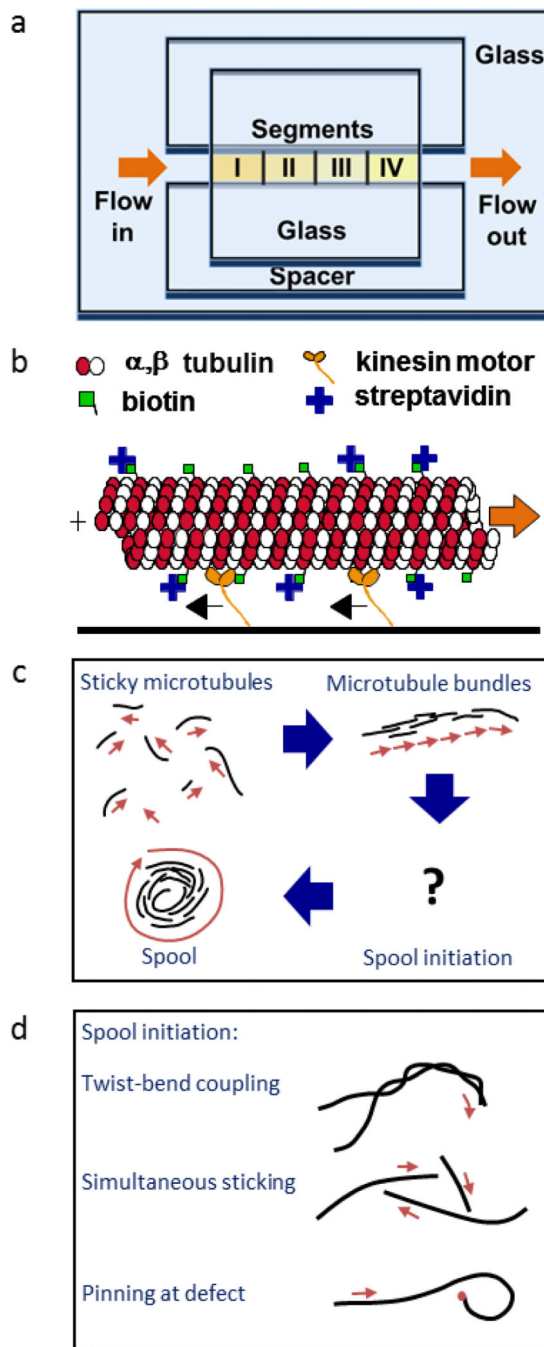 a
Glass
Segments
I II III IV
Flow in
Flow out
Glass
Spacer
b
α,β tubulin
kinesin motor
biotin
streptavidin
+
c
Sticky microtubules
Microtubule bundles
?
Spool
Spool initiation
d
Spool initiation:
Twist-bend coupling
Simultaneous sticking
Pinning at defect